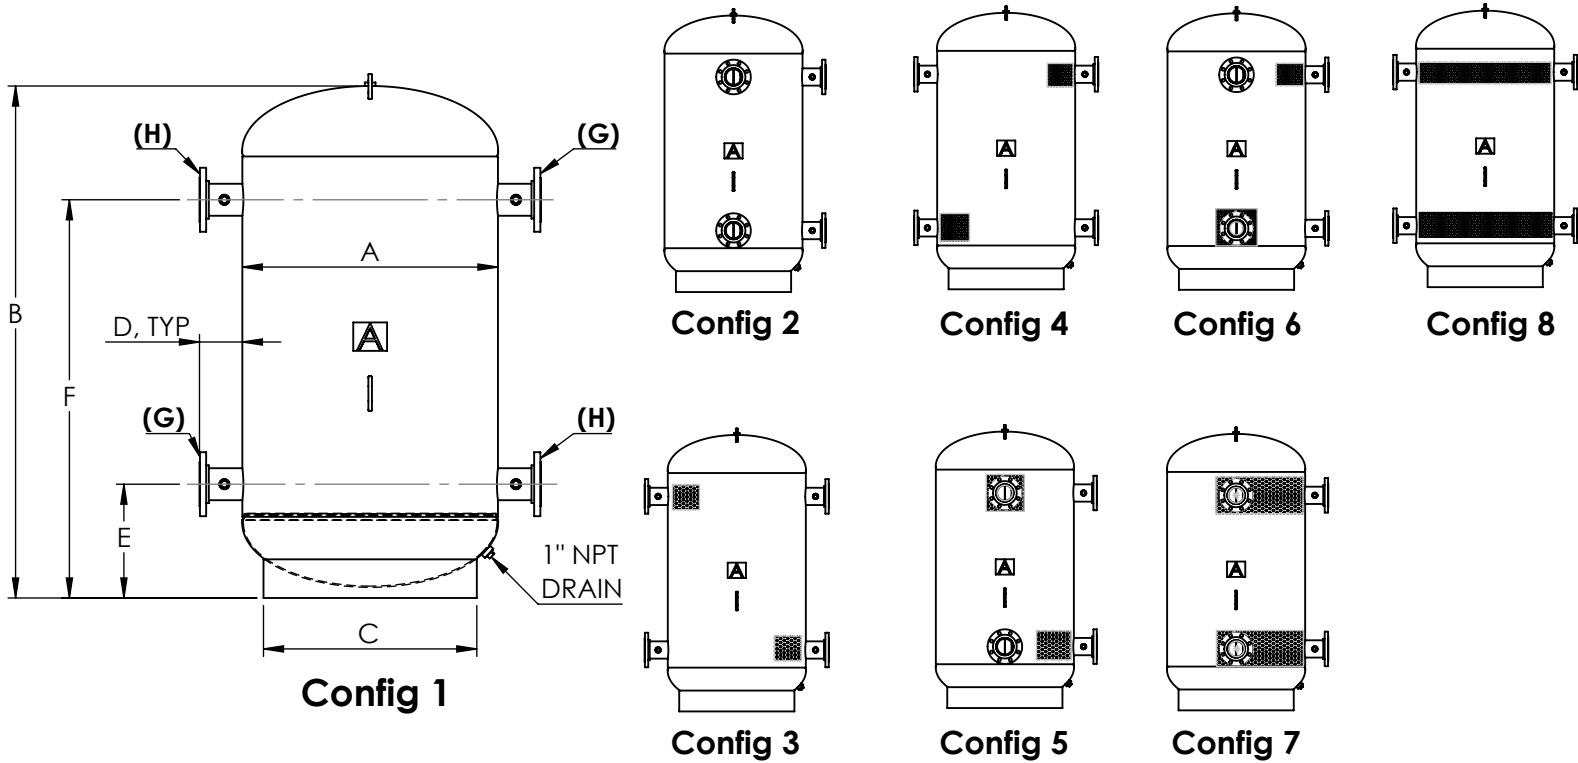 (H)
(G)
A
B
D, TYP
A
F
(G)
(H)
E
1" NPT
DRAIN
C
Config 1
A
Config 2
A
Config 4
A
Config 6
A
Config 8
A
Config 3
A
Config 5
A
Config 7